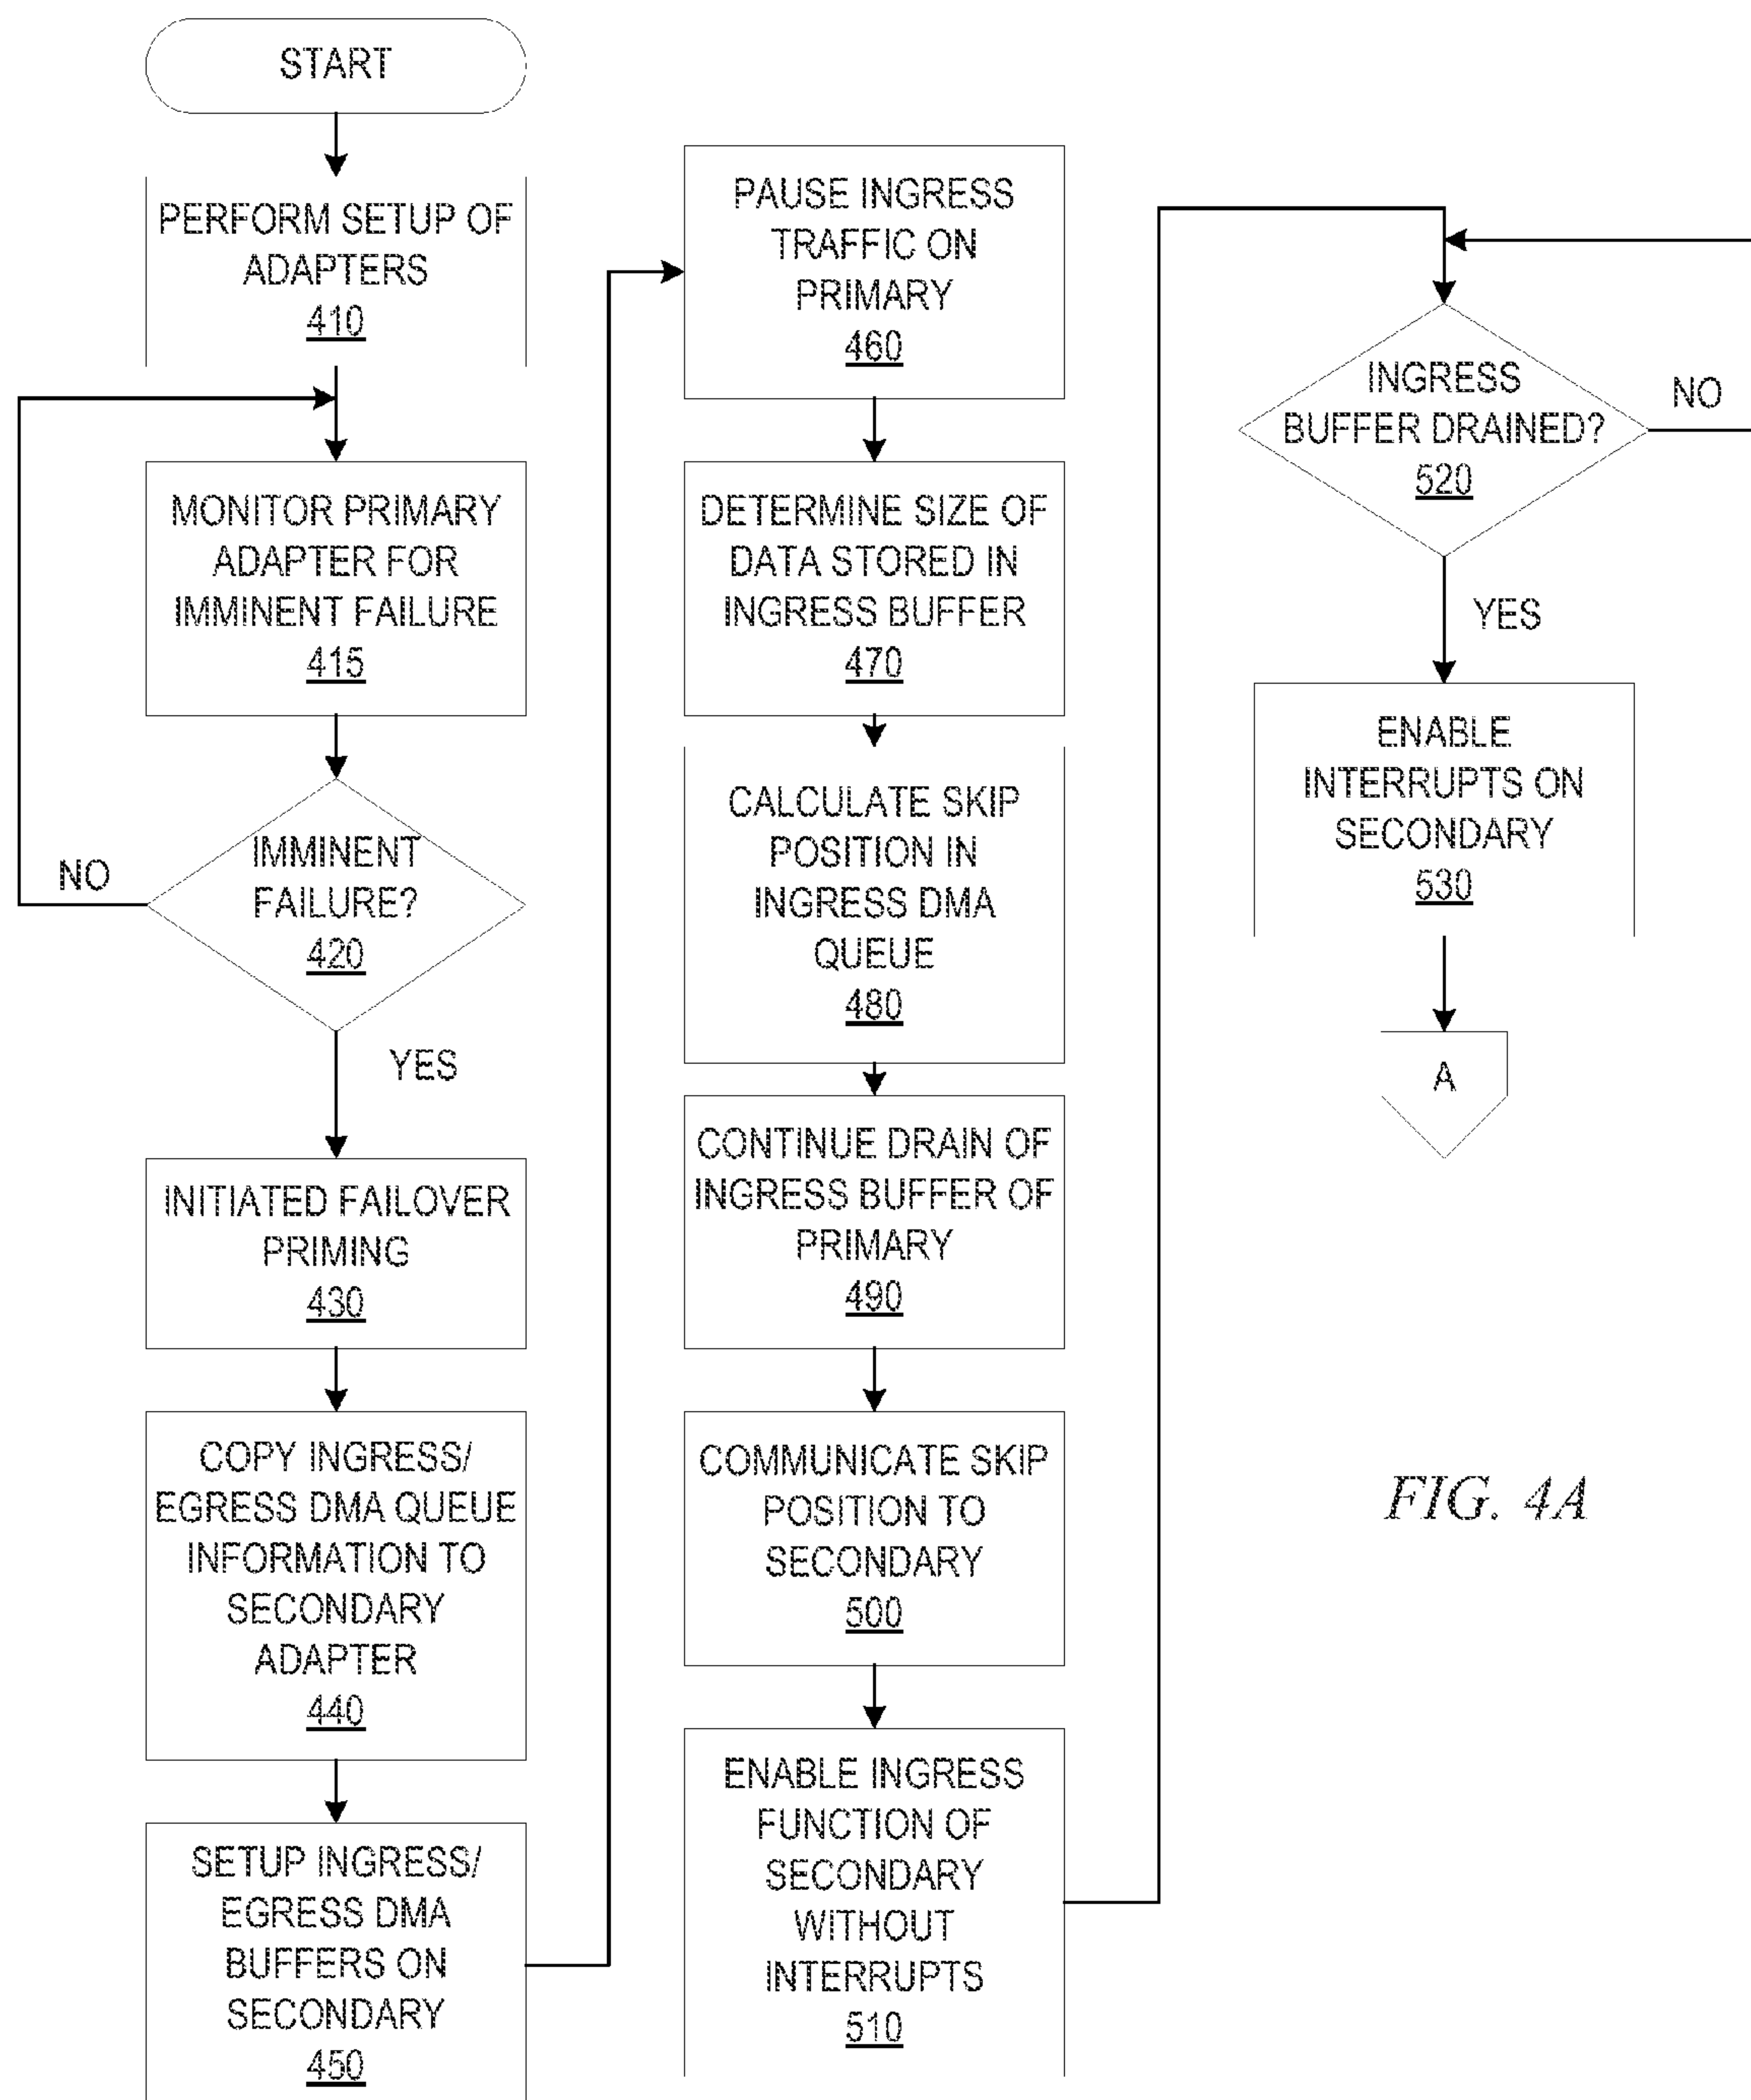 START
PERFORM SETUP OF
ADAPTERS
410
MONITOR PRIMARY
ADAPTER FOR
IMMINENT FAILURE
415
IMMINENT
FAILURE?
420
NO
YES
INITIATED FAILOVER
PRIMING
430
COPY INGRESS/
EGRESS DMA QUEUE
INFORMATION TO
SECONDARY
ADAPTER
440
SETUP INGRESS/
EGRESS DMA
BUFFERS ON
SECONDARY
450
PAUSE INGRESS
TRAFFIC ON
PRIMARY
460
DETERMINE SIZE OF
DATA STORED IN
INGRESS BUFFER
470
CALCULATE SKIP
POSITION IN
INGRESS DMA
QUEUE
480
CONTINUE DRAIN OF
INGRESS BUFFER OF
PRIMARY
490
COMMUNICATE SKIP
POSITION TO
SECONDARY
500
ENABLE INGRESS
FUNCTION OF
SECONDARY
WITHOUT
INTERRUPTS
510
INGRESS
BUFFER DRAINED?
520
NO
YES
ENABLE
INTERRUPTS ON
SECONDARY
530
A
FIG. 4A